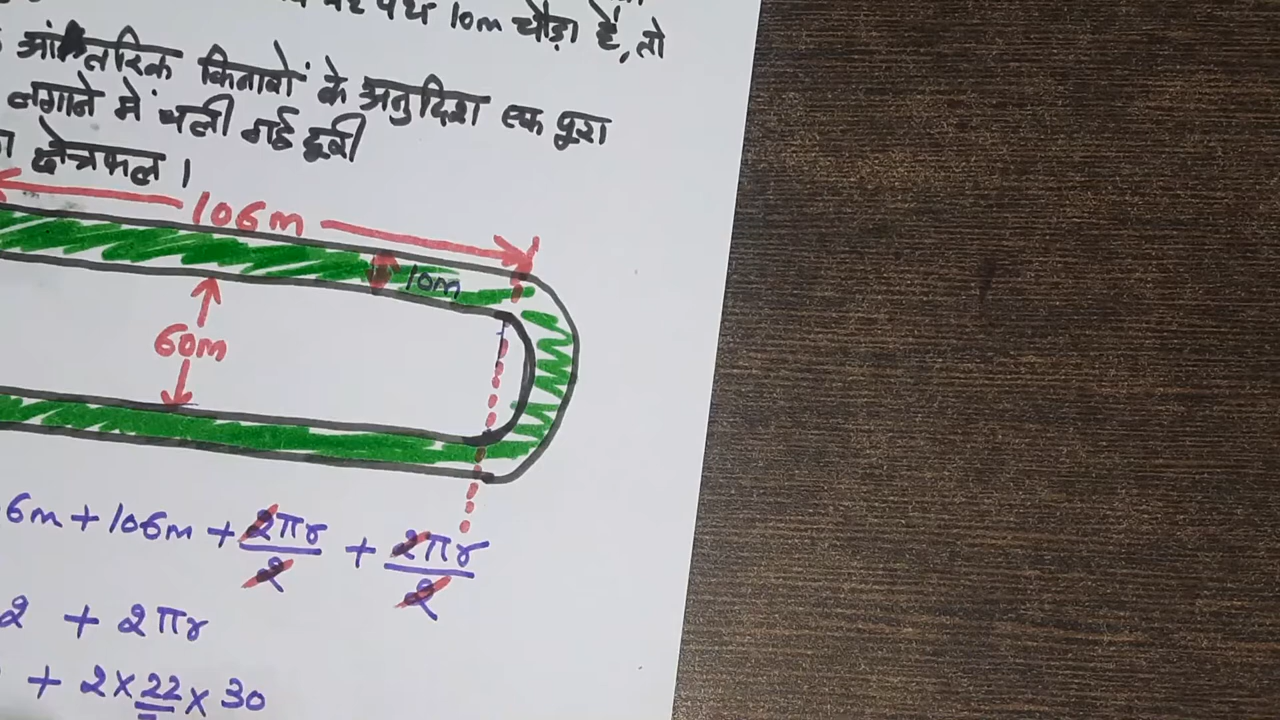 पथ 10m चौड़ा है, तो
आंतरिक किनारों के अनुदिश एक पूरा
लगाने में चली गई दूरी
क्षेत्रफल।
106m
10m
60m
6m + 106m + 2πr/2 + 2πr/2
2 + 2πr
+ 2 × 22 × 30